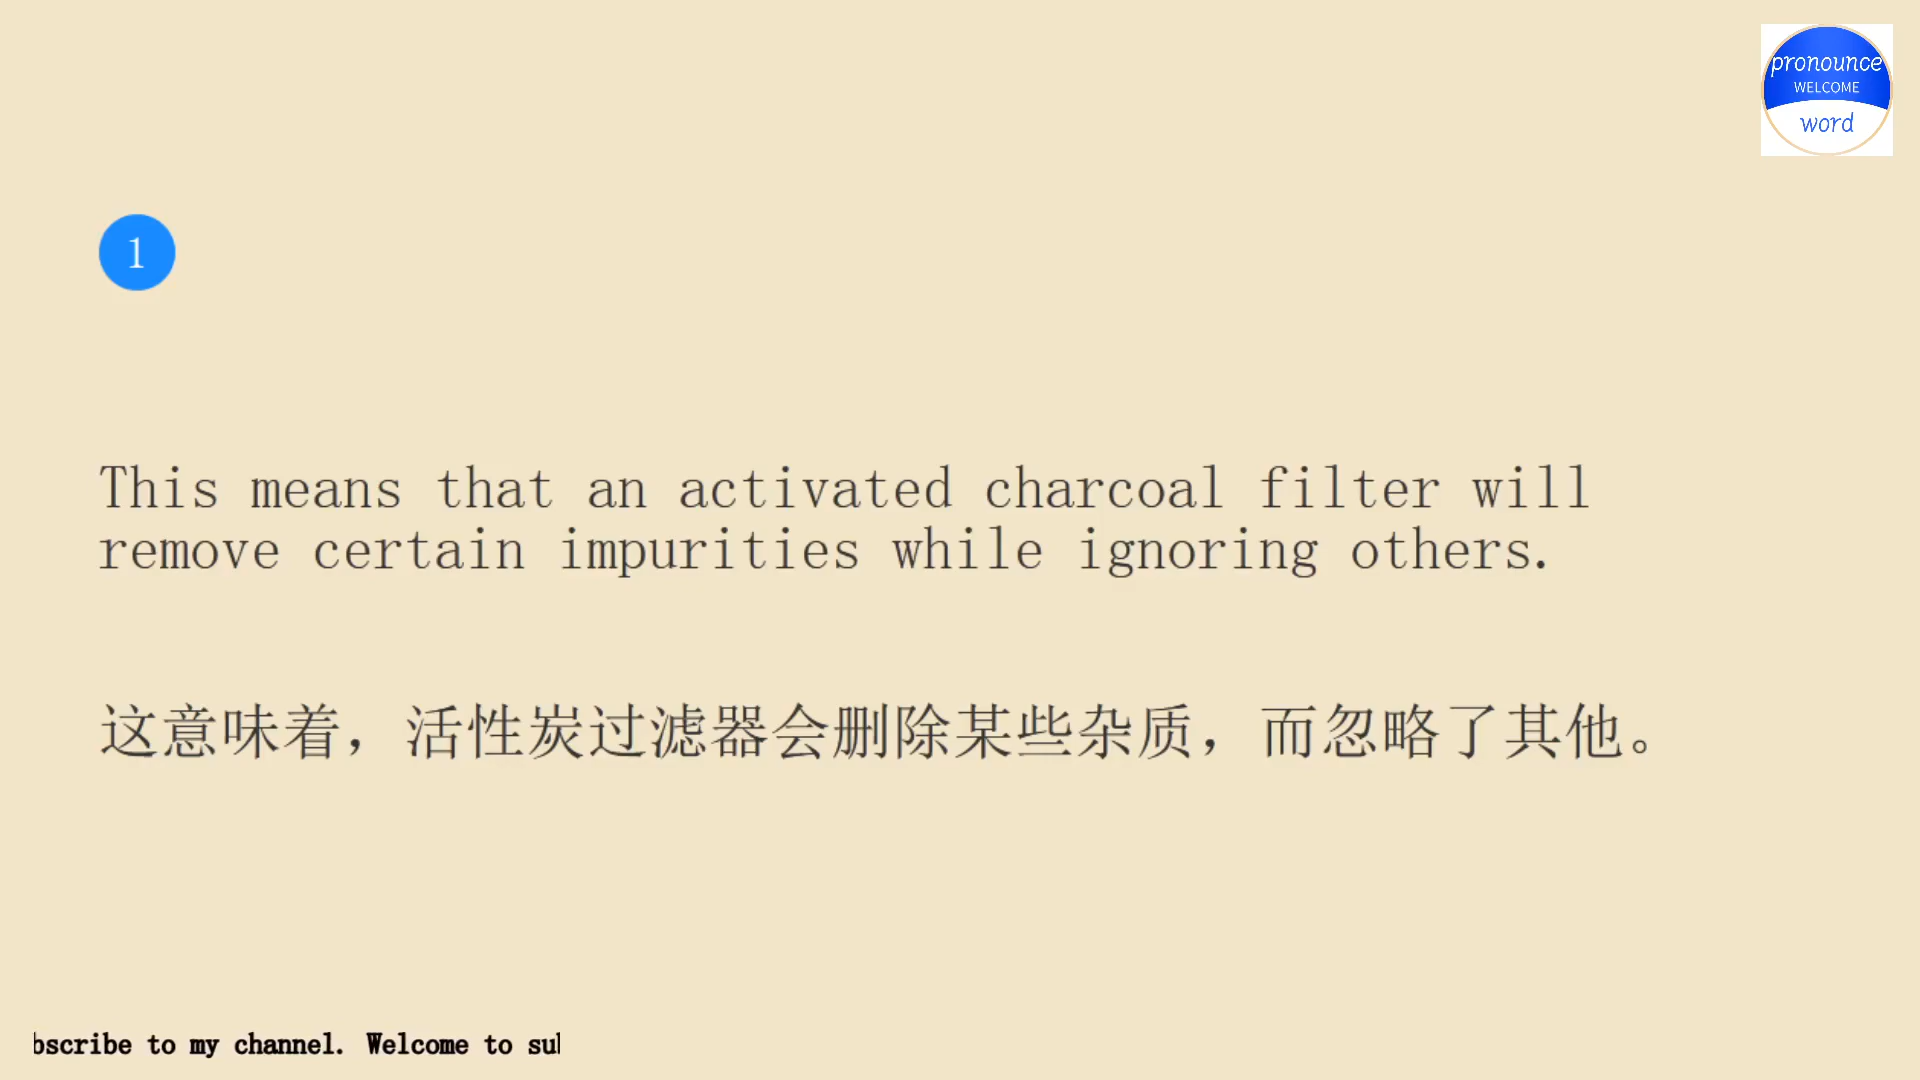 pronounce
WELCOME
word
1
This means that an activated charcoal filter will
remove certain impurities while ignoring others.
这意味着，活性炭过滤器会删除某些杂质，而忽略了其他。
bscribe to my channel. Welcome to su